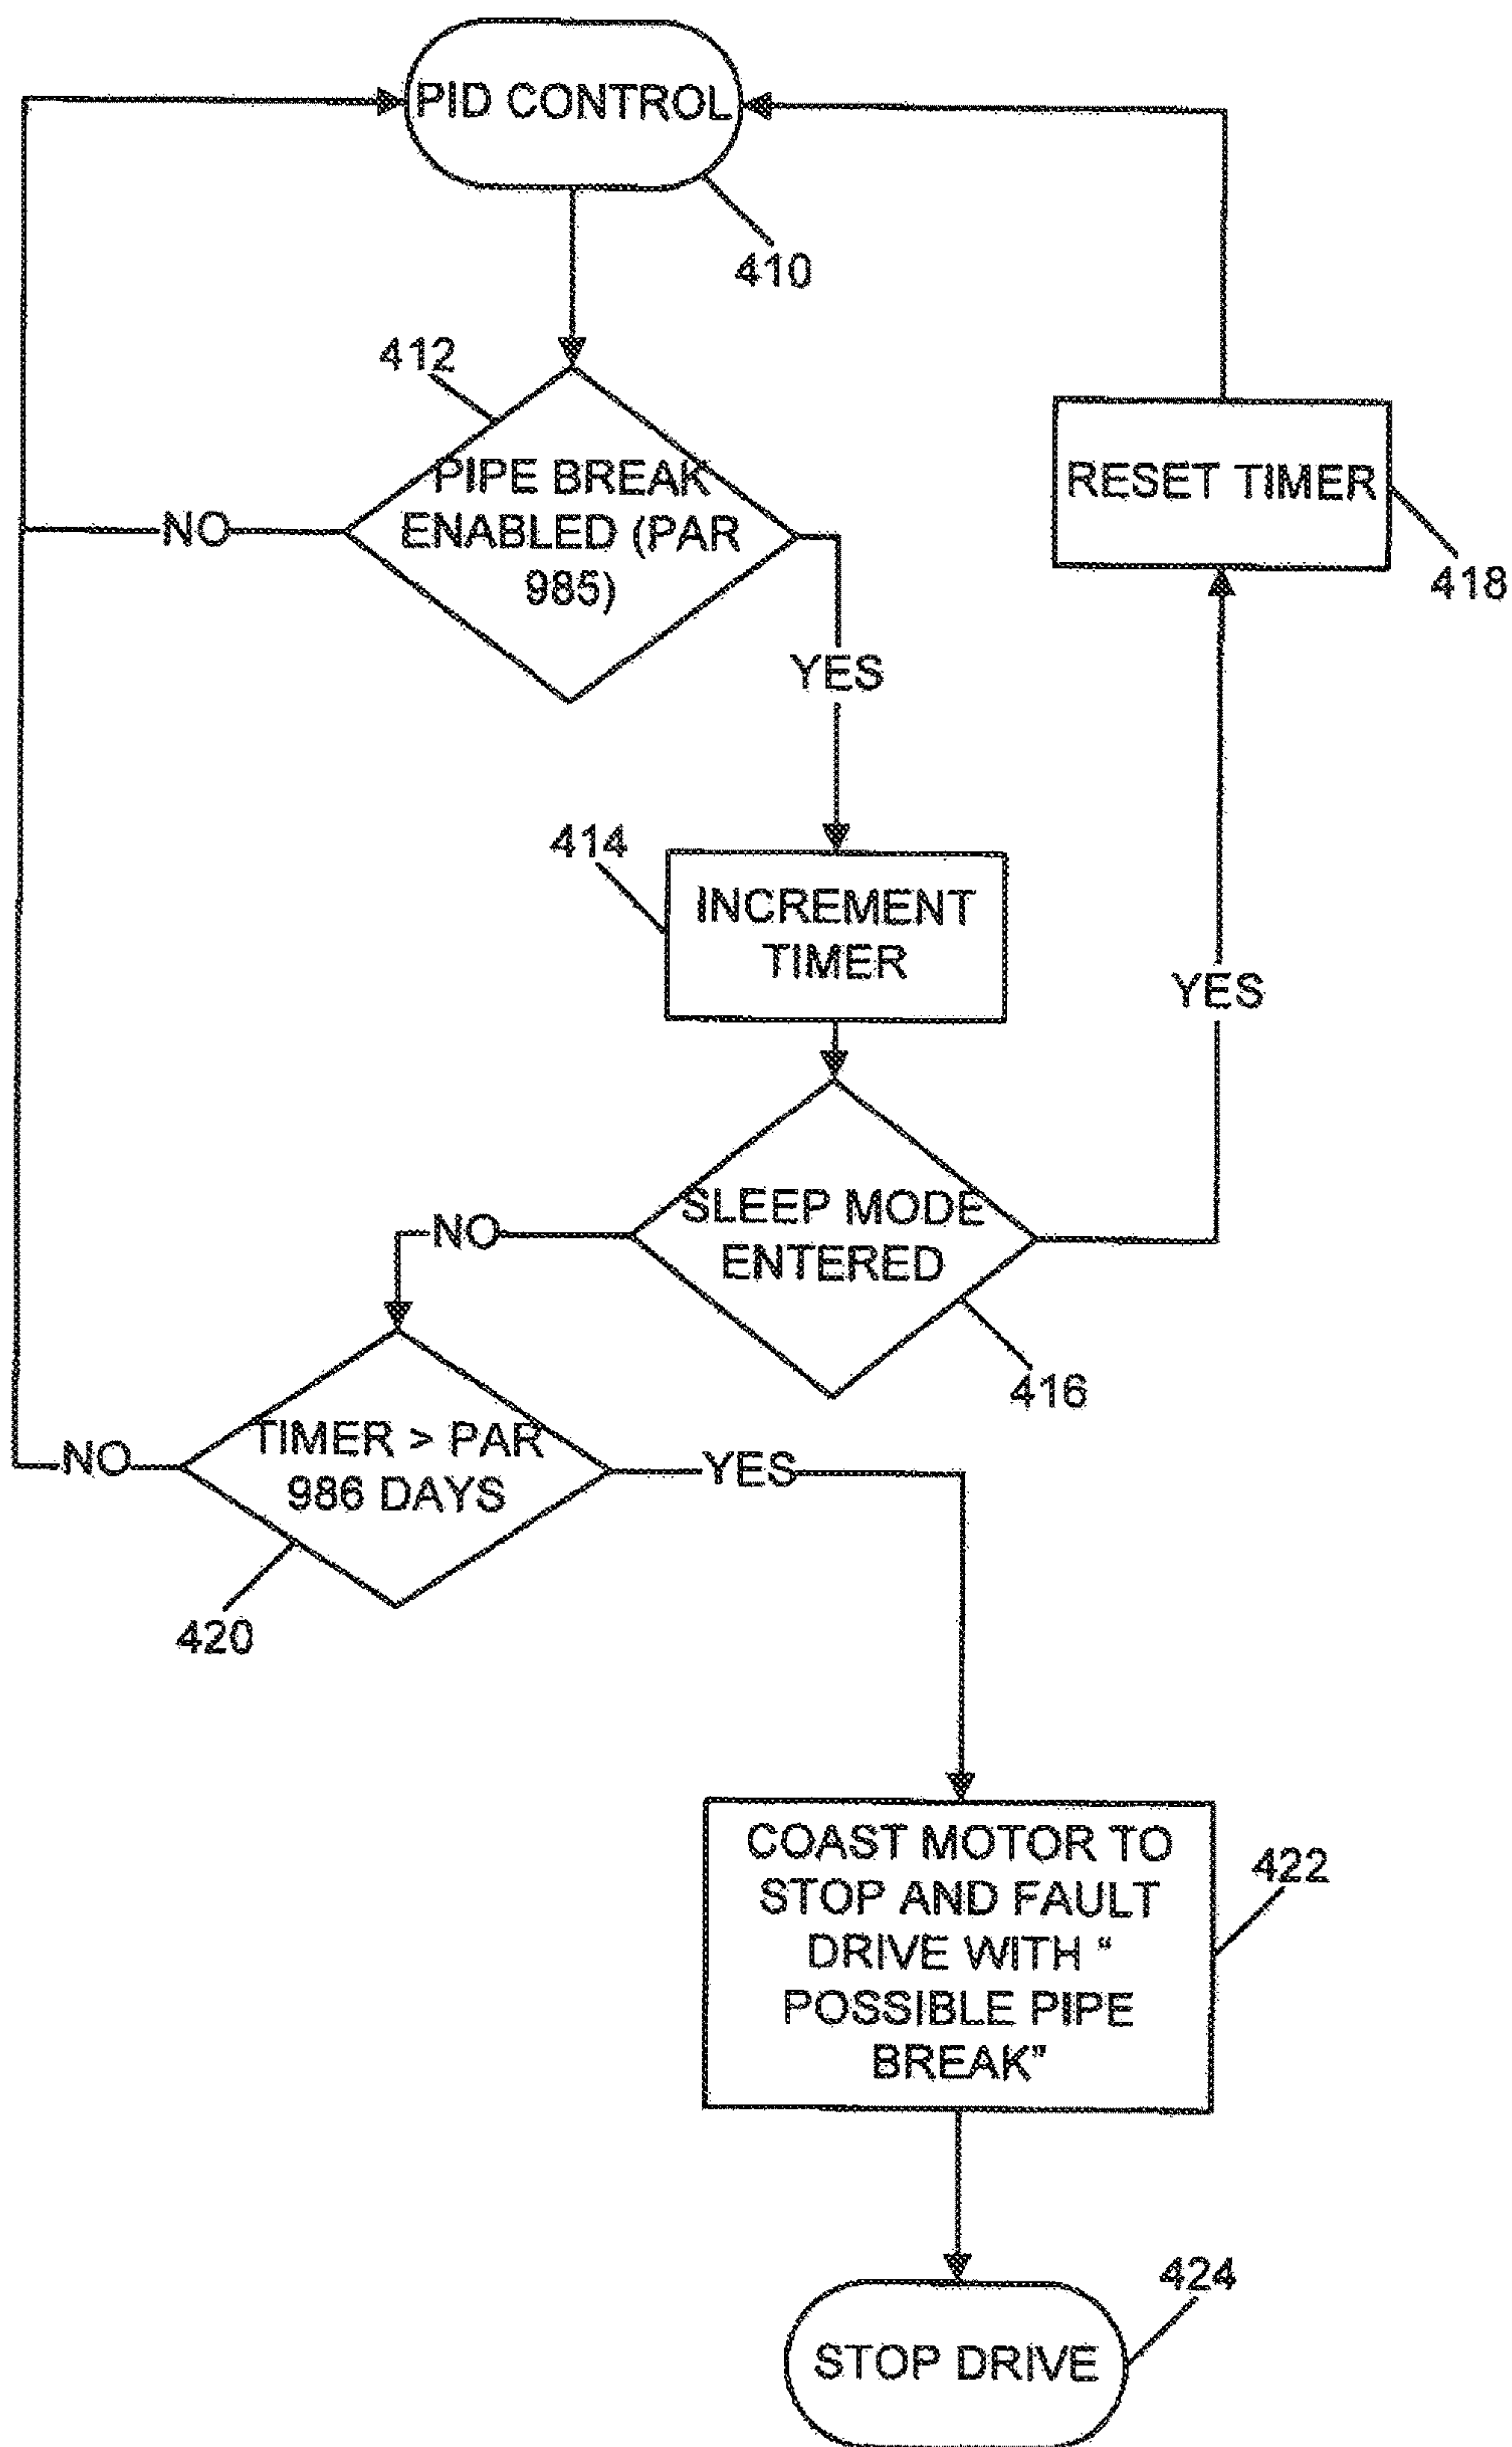 PID CONTROL
410
412
PIPE BREAK
ENABLED (PAR
985)
NO
YES
RESET TIMER
418
414
INCREMENT
TIMER
YES
SLEEP MODE
ENTERED
NO
416
TIMER > PAR
986 DAYS
NO
YES
420
COAST MOTOR TO
STOP AND FAULT
DRIVE WITH “
POSSIBLE PIPE
BREAK”
422
424
STOP DRIVE